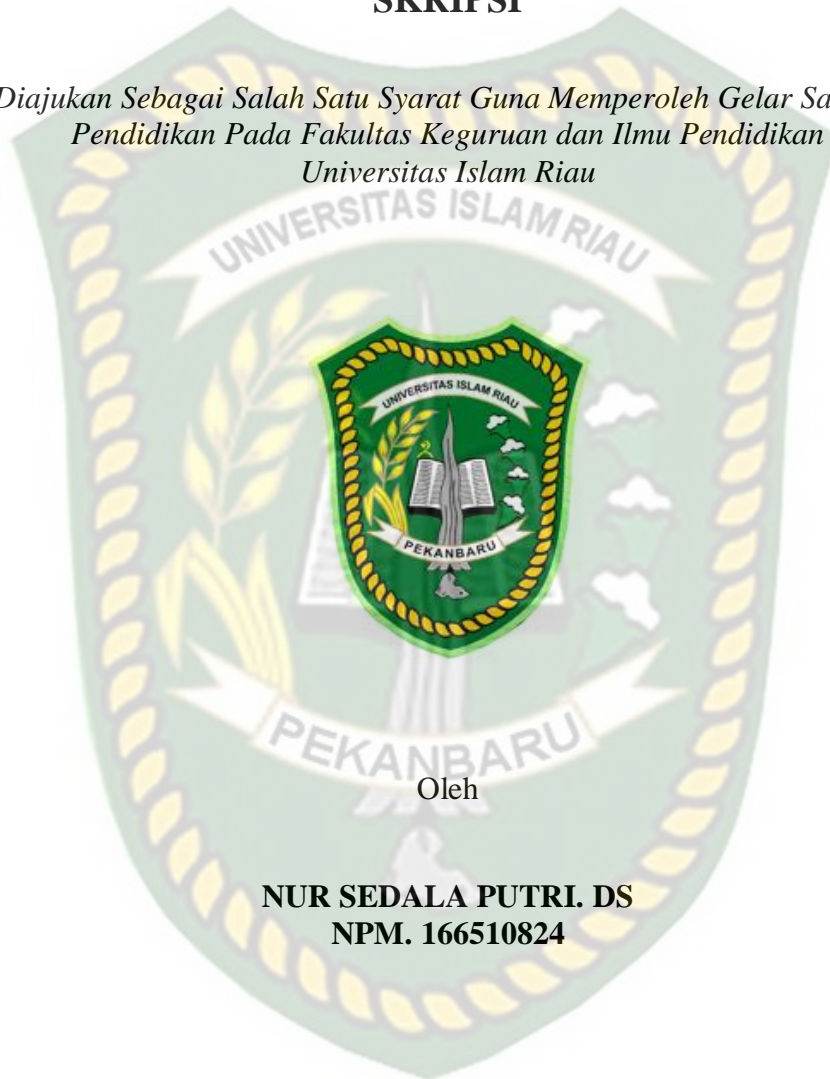 SKRIPSI
Diajukan Sebagai Salah Satu Syarat Guna Memperoleh Gelar
Pendidikan Pada Fakultas Keguruan dan Ilmu Pendidikan
Universitas Islam Riau
UNIVERSITAS ISLAM RIAU
UNIVERSITAS ISLAM RIAU
PEKANBARU
PEKANBARU
Oleh
NUR SEDALA PUTRI. DS
NPM. 166510824